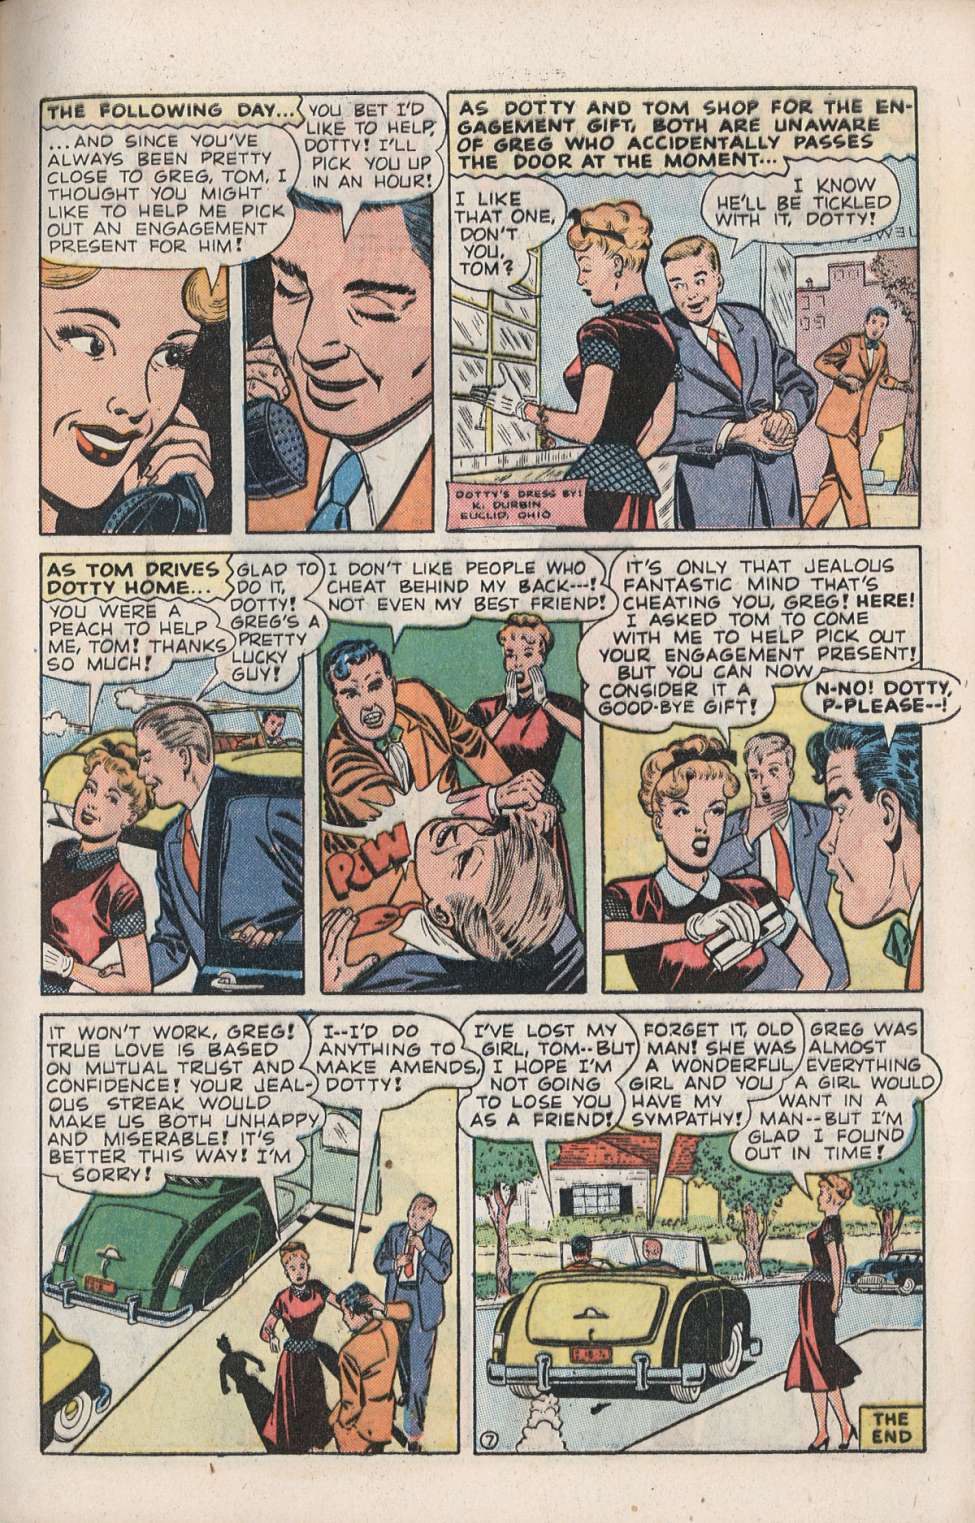 THE FOLLOWING DAY...
...AND SINCE YOU'VE
ALWAYS BEEN PRETTY
CLOSE TO GREG, TOM, I
THOUGHT YOU MIGHT
LIKE TO HELP ME PICK
OUT AN ENGAGEMENT
PRESENT FOR HIM!
YOU BET I'D
LIKE TO HELP,
DOTTY! I'LL
PICK YOU UP
IN AN HOUR!
AS DOTTY AND TOM SHOP FOR THE EN-
GAGEMENT GIFT, BOTH ARE UNAWARE
OF GREG WHO ACCIDENTALLY PASSES
THE DOOR AT THE MOMENT...
I LIKE
THAT ONE,
DON'T
YOU,
TOM?
I KNOW
HE'LL BE TICKLED
WITH IT, DOTTY!
JEWE
DOTTY'S DRESS BY:
K. DURBIN
EUCLID, OHIO
AS TOM DRIVES
DOTTY HOME...
YOU WERE A
PEACH TO HELP
ME, TOM! THANKS
SO MUCH!
GLAD TO
DO IT,
DOTTY!
GREG'S A
PRETTY
LUCKY
GUY!
I DON'T LIKE PEOPLE WHO
CHEAT BEHIND MY BACK---!
NOT EVEN MY BEST FRIEND!
POW
IT'S ONLY THAT JEALOUS
FANTASTIC MIND THAT'S
CHEATING YOU, GREG! HERE!
I ASKED TOM TO COME
WITH ME TO HELP PICK OUT
YOUR ENGAGEMENT PRESENT!
BUT YOU CAN NOW
CONSIDER IT A
GOOD-BYE GIFT!
N-NO! DOTTY,
P-PLEASE--!
IT WON'T WORK, GREG!
TRUE LOVE IS BASED
ON MUTUAL TRUST AND
CONFIDENCE! YOUR JEAL-
OUS STREAK WOULD
MAKE US BOTH UNHAPPY
AND MISERABLE! IT'S
BETTER THIS WAY! I'M
SORRY!
I--I'D DO
ANYTHING TO
MAKE AMENDS,
DOTTY!
I'VE LOST MY
GIRL, TOM--BUT
I HOPE I'M
NOT GOING
TO LOSE YOU
AS A FRIEND!
FORGET IT, OLD
MAN! SHE WAS
A WONDERFUL
GIRL AND YOU
HAVE MY
SYMPATHY!
GREG WAS
ALMOST
EVERYTHING
A GIRL WOULD
WANT IN A
MAN--BUT I'M
GLAD I FOUND
OUT IN TIME!
7
THE
END